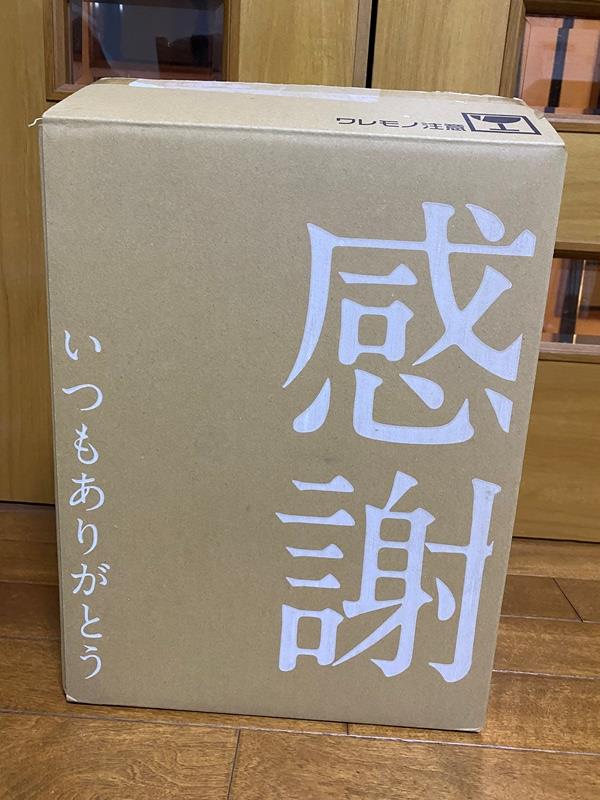 ワレモノ注意
感謝
いつもありがとう